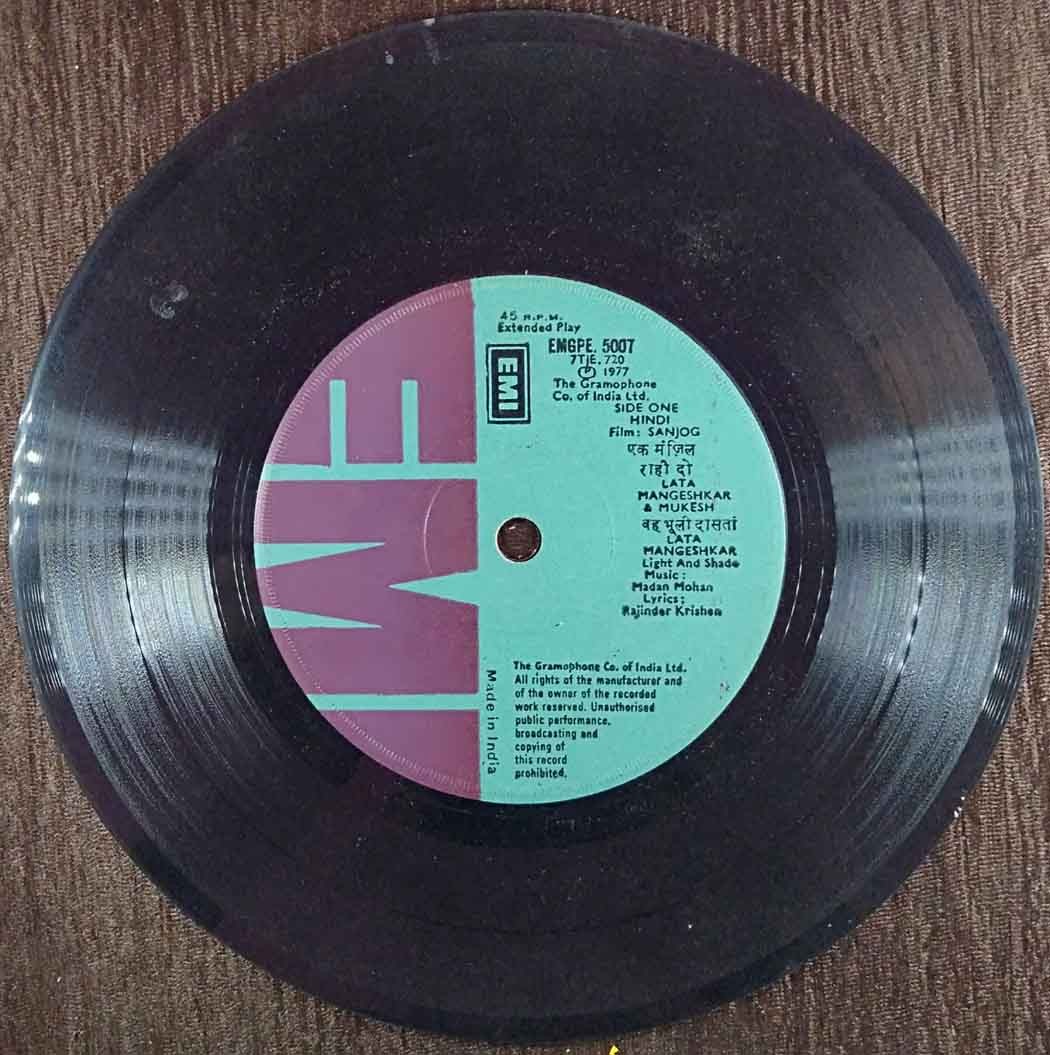 EMI
45 R.P.M.
Extended Play
EMI
EMGPE. 5007
7TJE. 720
Ⓟ 1977
The Gramophone
Co. of India Ltd.
SIDE ONE
HINDI
Film: SANJOG
एक मंज़िल
राही दो
LATA
MANGESHKAR
& MUKESH
वह भूली दासतां
LATA
MANGESHKAR
Light And Shade
Music:
Madan Mohan
Lyrics:
Rajinder Krishen
Made in India
The Gramophone Co. of India Ltd.
All rights of the manufacturer and
of the owner of the recorded
work reserved. Unauthorised
public performance,
broadcasting and
copying of
this record
prohibited.